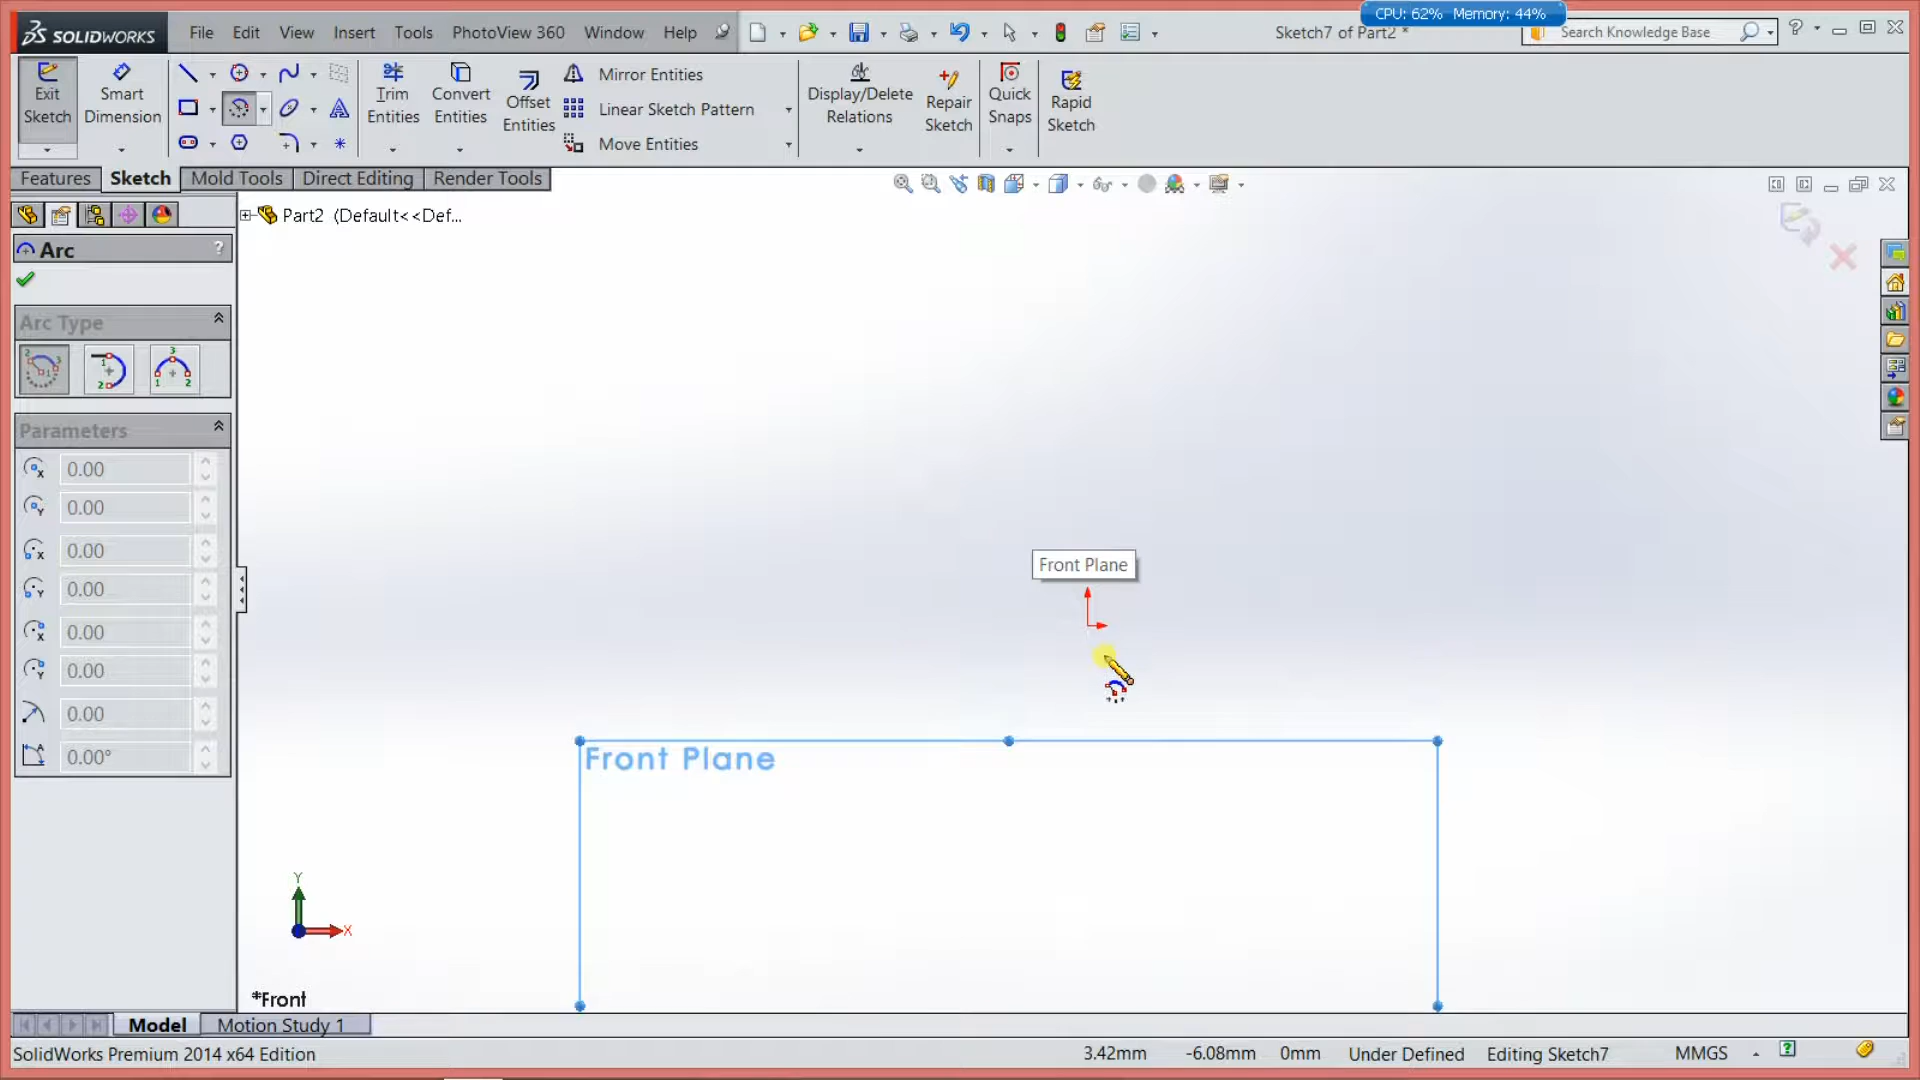 CPU: 62% Memory: 44%
SOLIDWORKS File Edit View Insert Tools PhotoView 360 Window Help Sketch7 of Part2 * Search Knowledge Base ?
Exit Sketch
Smart Dimension
Trim Entities
Convert Entities
Offset Entities
Mirror Entities
Linear Sketch Pattern
Move Entities
Display/Delete Relations
Repair Sketch
Quick Snaps
Rapid Sketch
Features Sketch Mold Tools Direct Editing Render Tools
Part2 (Default<<Def...
Arc ?
Arc Type
Parameters
0.00
0.00
0.00
0.00
0.00
0.00
0.00
0.00°
Front Plane
Front Plane
Y
X
*Front
Model Motion Study 1
SolidWorks Premium 2014 x64 Edition 3.42mm -6.08mm 0mm Under Defined Editing Sketch7 MMGS ?